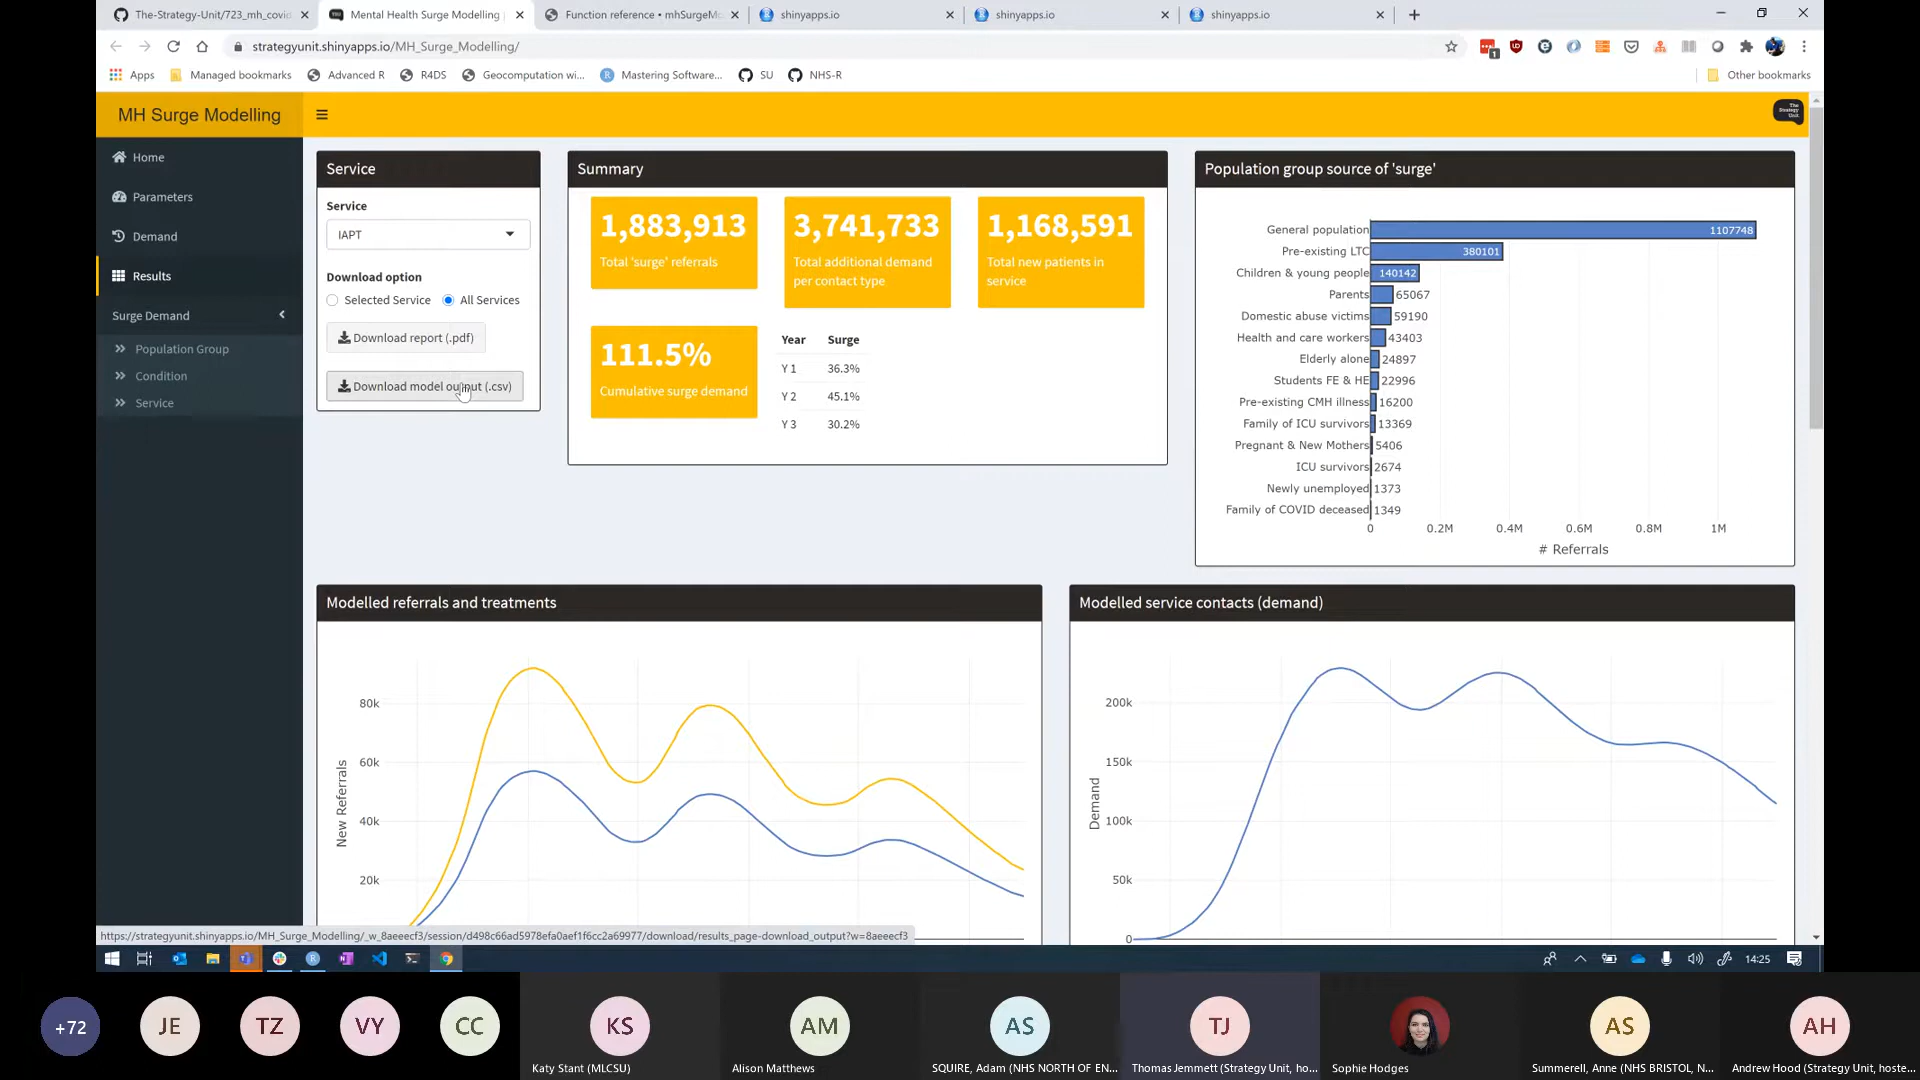 The-Strategy-Unit/723_mh_covid
Mental Health Surge Modelling
Function reference • mhSurgeMo
shinyapps.io
shinyapps.io
shinyapps.io
strategyunit.shinyapps.io/MH_Surge_Modelling/
1
Apps
Managed bookmarks
Advanced R
R4DS
Geocomputation wi...
Mastering Software...
SU
NHS-R
Other bookmarks
MH Surge Modelling
The Strategy Unit.
Home
Parameters
Demand
Results
Surge Demand
Population Group
Condition
Service
Service
Service
IAPT
Download option
Selected Service
All Services
Download report (.pdf)
Download model output (.csv)
Summary
1,883,913
Total 'surge' referrals
3,741,733
Total additional demand
per contact type
1,168,591
Total new patients in
service
111.5%
Cumulative surge demand
Year Surge
Y 1 36.3%
Y 2 45.1%
Y 3 30.2%
Population group source of 'surge'
General population 1107748
Pre-existing LTC 380101
Children & young people 140142
Parents 65067
Domestic abuse victims 59190
Health and care workers 43403
Elderly alone 24897
Students FE & HE 22996
Pre-existing CMH illness 16200
Family of ICU survivors 13369
Pregnant & New Mothers 5406
ICU survivors 2674
Newly unemployed 1373
Family of COVID deceased 1349
0 0.2M 0.4M 0.6M 0.8M 1M
# Referrals
Modelled referrals and treatments
80k
60k
40k
20k
New Referrals
Modelled service contacts (demand)
200k
150k
100k
50k
0
Demand
https://strategyunit.shinyapps.io/MH_Surge_Modelling/_w_8aeeecf3/session/d498c66ad5978efa0aef1f6cc2a69977/download/results_page-download_output?w=8aeeecf3
14:25
+72
JE
TZ
VY
CC
KS
Katy Stant (MLCSU)
AM
Alison Matthews
AS
SQUIRE, Adam (NHS NORTH OF EN...
TJ
Thomas Jemmett (Strategy Unit, ho...
Sophie Hodges
AS
Summerell, Anne (NHS BRISTOL, N...
AH
Andrew Hood (Strategy Unit, hoste...